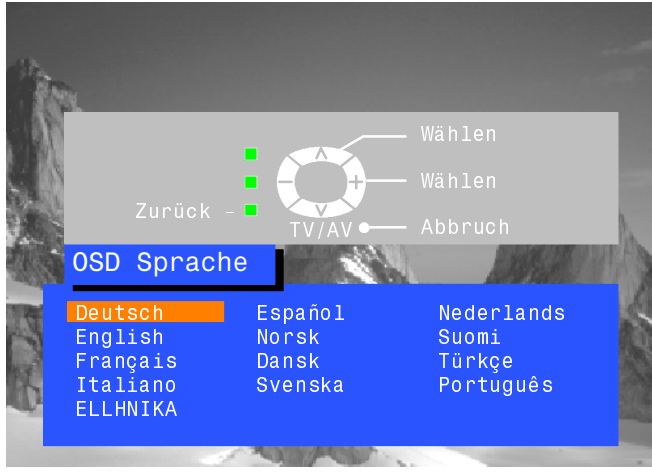 Wählen
Wählen
Zurück –
TV/AV
Abbruch
OSD Sprache
Deutsch Español Nederlands
English Norsk Suomi
Français Dansk Türkçe
Italiano Svenska Português
ELLHNIKA